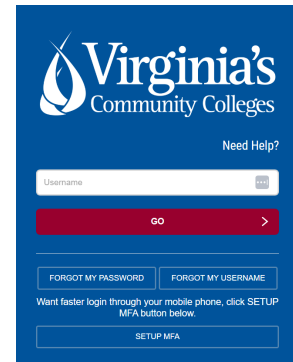 Virginia's
Community Colleges
Need Help?
Username
GO
FORGOT MY PASSWORD
FORGOT MY USERNAME
Want faster login through your mobile phone, click SETUP
MFA button below.
SETUP MFA